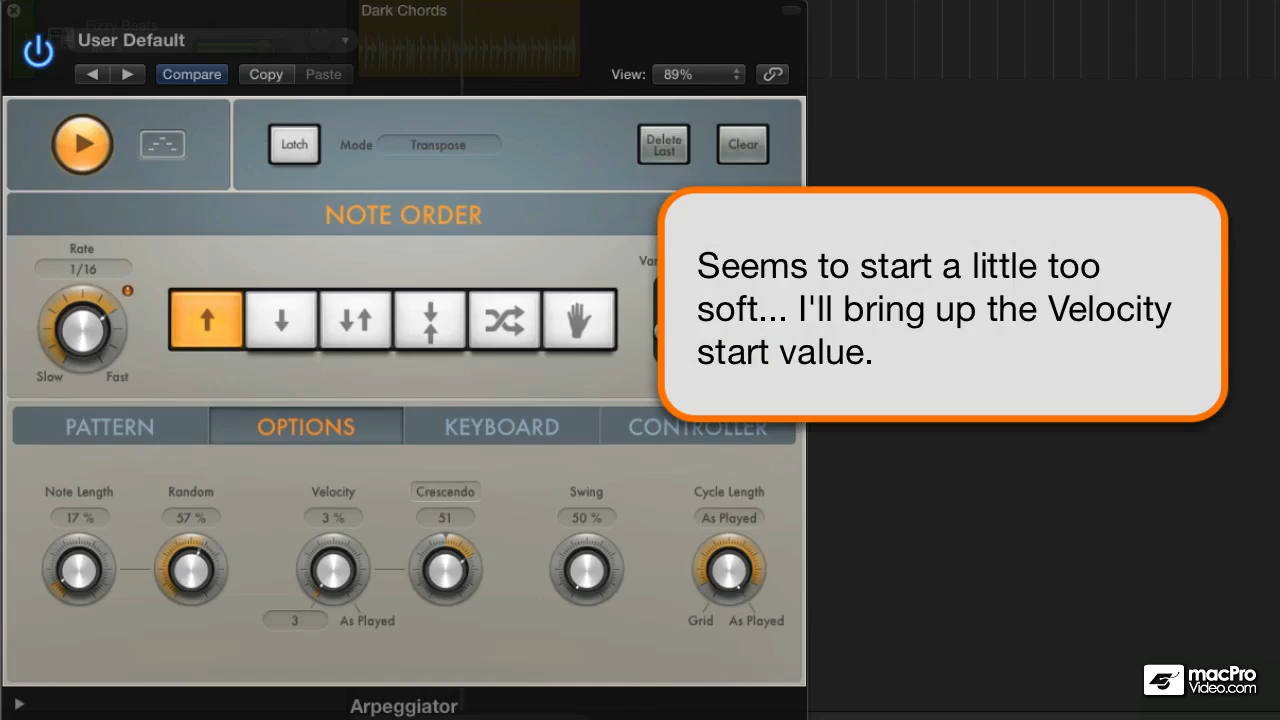 Dark Chords
Fizzy Beats
User Default
Compare
Copy
Paste
View:
89%
Latch
Mode
Transpose
Delete
Last
Clear
NOTE ORDER
Rate
1/16
Slow
Fast
Seems to start a little too
soft... I'll bring up the Velocity
start value.
PATTERN
OPTIONS
KEYBOARD
CONTROLLER
Note Length
Random
Velocity
Crescendo
Swing
Cycle Length
17 %
57 %
3 %
51
50 %
As Played
3
As Played
Grid
As Played
macPro
Video.com
Arpeggiator